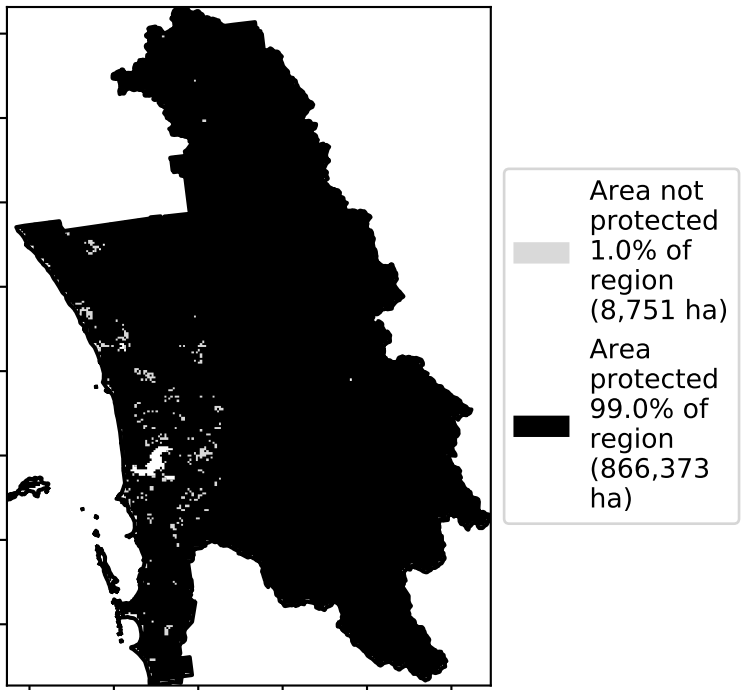 Area not
protected
1.0% of
region
(8,751 ha)
Area
protected
99.0% of
region
(866,373
ha)